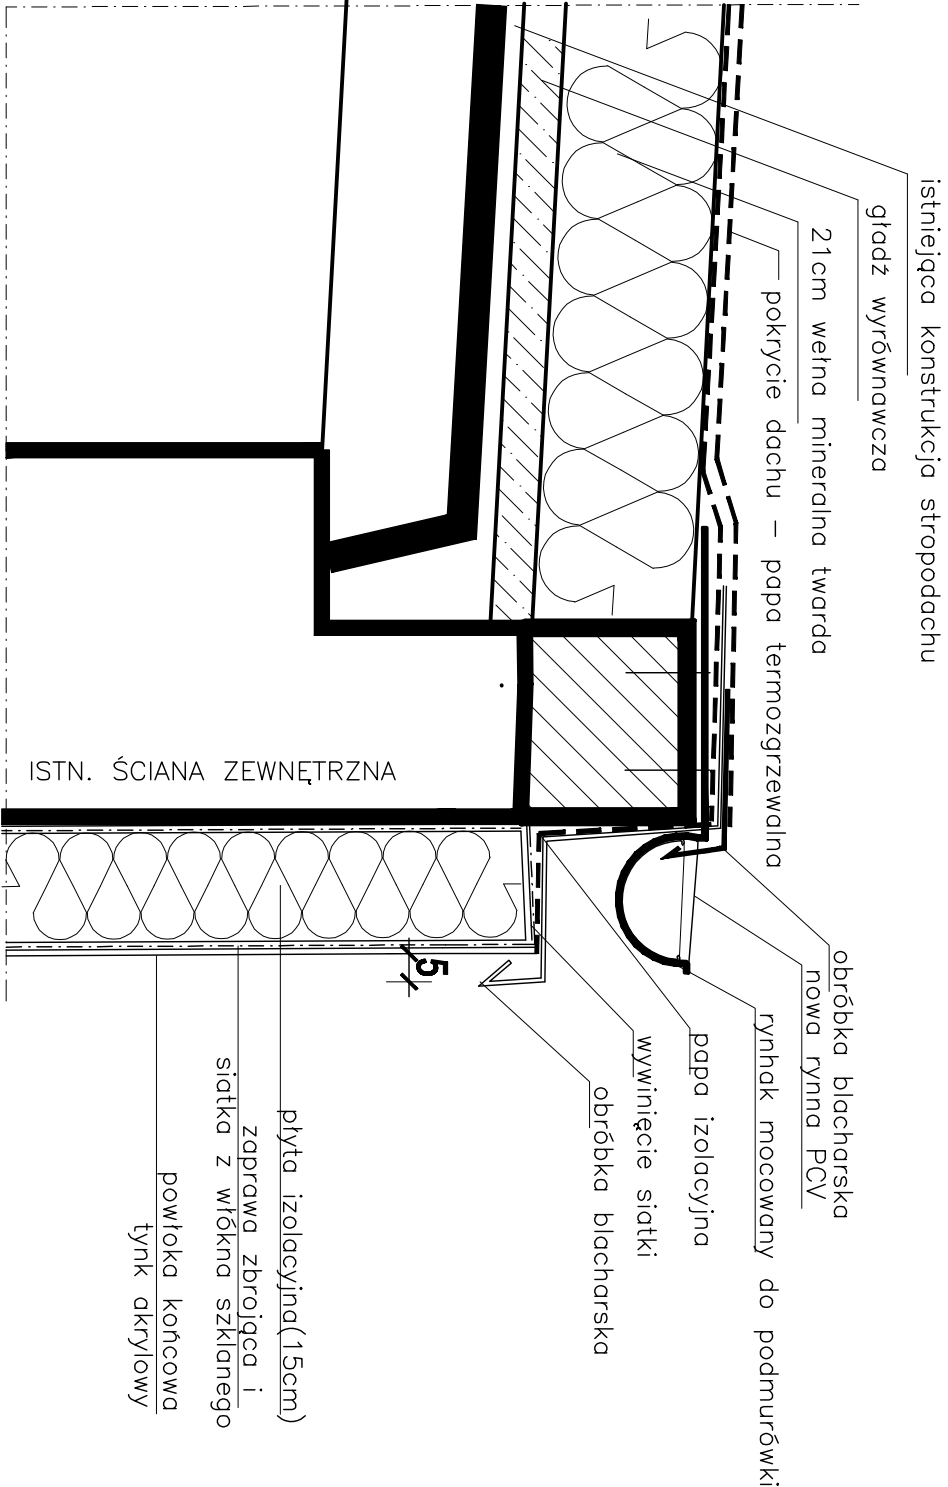 istniejąca konstrukcja stropodachu
gładź wyrównawcza
21cm wełna mineralna twarda
pokrycie dachu – papa termozgrzewalna
obróbka blacharska
nowa rynna PCV
rynhak mocowany do podmurówki
papa izolacyjna
wywinięcie siatki
obróbka blacharska
5
płyta izolacyjna(15cm)
zaprawa zbrojąca i
siatka z włókna szklanego
powłoka końcowa
tynk akrylowy
ISTN. ŚCIANA ZEWNĘTRZNA